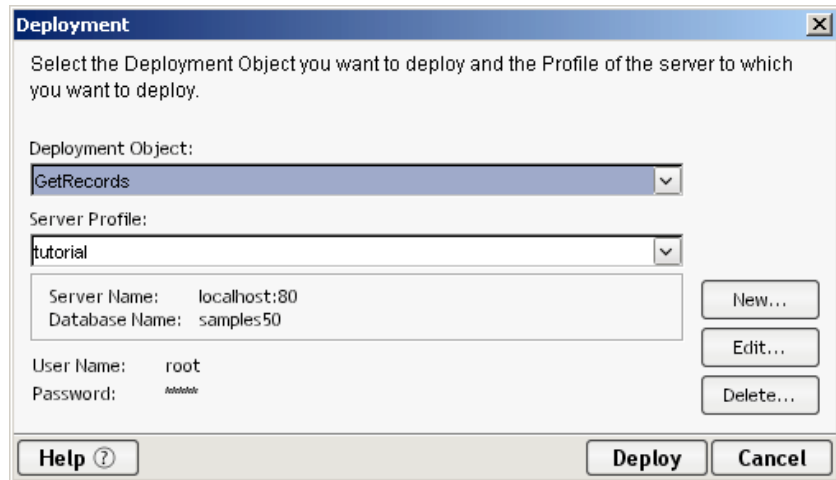 Deployment
Select the Deployment Object you want to deploy and the Profile of the server to which
you want to deploy.
Deployment Object:
GetRecords
Server Profile:
tutorial
Server Name: localhost:80
Database Name: samples50
New...
Edit...
User Name: root
Password: *****
Delete...
Help ?
Deploy
Cancel